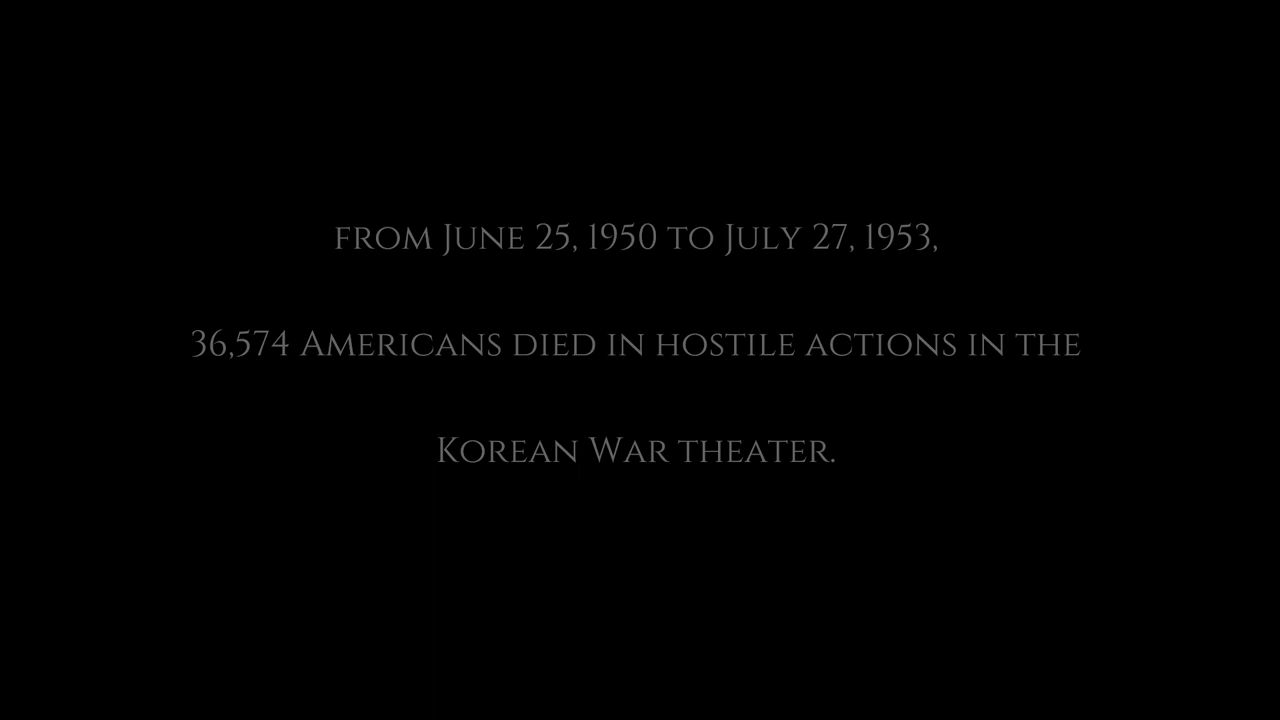 from June 25, 1950 to July 27, 1953,
36,574 Americans died in hostile actions in the
Korean War theater.